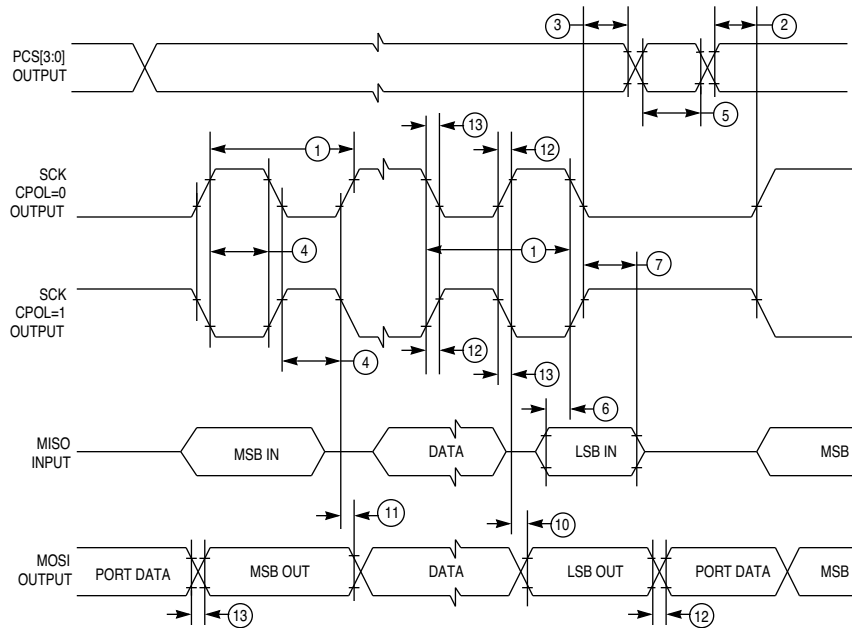 3
2
PCS[3:0]
OUTPUT
5
13
1
12
SCK
CPOL=0
OUTPUT
4
1
7
SCK
CPOL=1
OUTPUT
4
12
13
6
MISO
INPUT
MSB IN
DATA
LSB IN
MSB
11
10
MOSI
OUTPUT
PORT DATA
MSB OUT
DATA
LSB OUT
PORT DATA
MSB
13
12